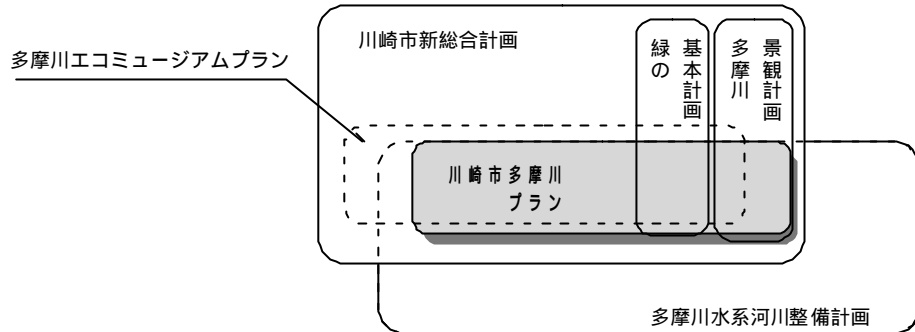 川崎市新総合計画
多摩川エコミュージアムプラン
緑の
基本計画
多摩川
景観計画
川崎市多摩川
プラン
多摩川水系河川整備計画